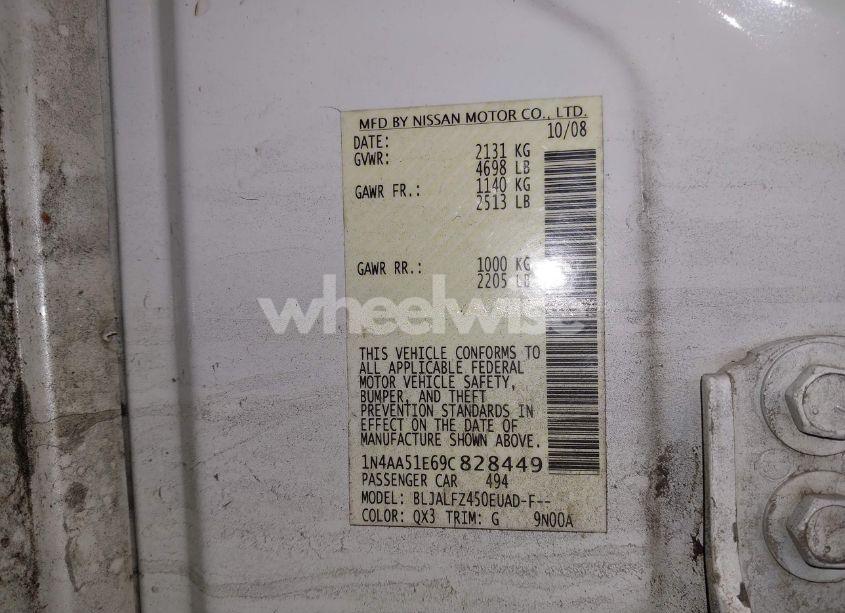 MFD BY NISSAN MOTOR CO., LTD.
DATE: 10/08
GVWR: 2131 KG
4698 LB
GAWR FR.: 1140 KG
2513 LB
GAWR RR.: 1000 KG
2205 LB
wheelwise
THIS VEHICLE CONFORMS TO
ALL APPLICABLE FEDERAL
MOTOR VEHICLE SAFETY,
BUMPER, AND THEFT
PREVENTION STANDARDS IN
EFFECT ON THE DATE OF
MANUFACTURE SHOWN ABOVE.
1N4AA51E69C828449
PASSENGER CAR 494
MODEL: BLJALFZ450EUAD-F--
COLOR: QX3 TRIM: G 9N00A